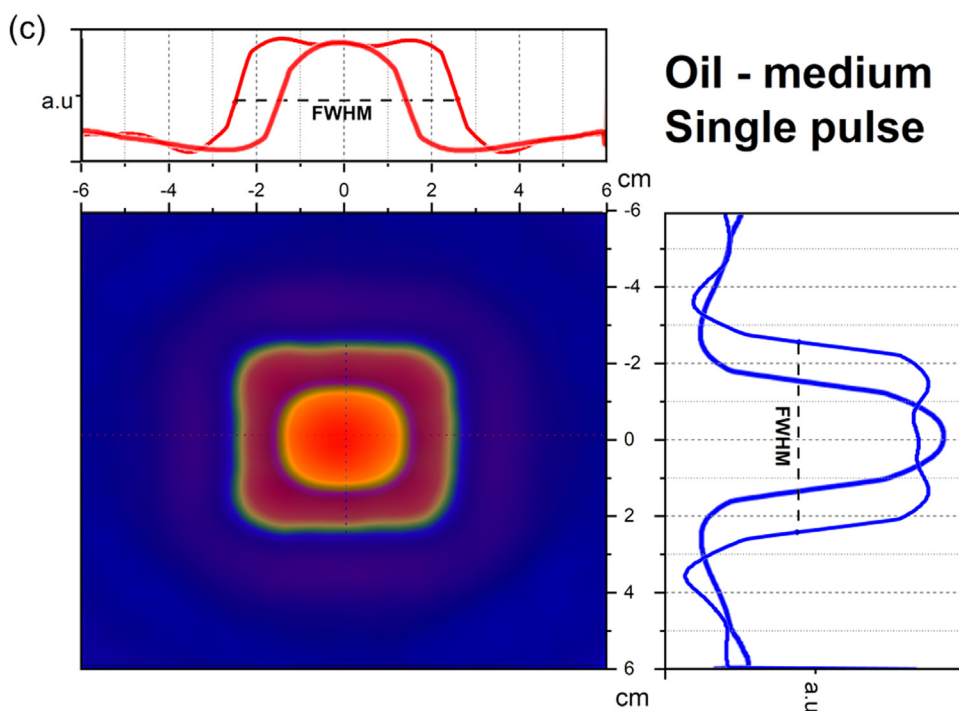 (c)
Oil - medium
Single pulse
a.u
FWHM
-6 -4 -2 0 2 4 6 cm
-6
-4
-2
0
2
4
6
cm
FWHM
a.u